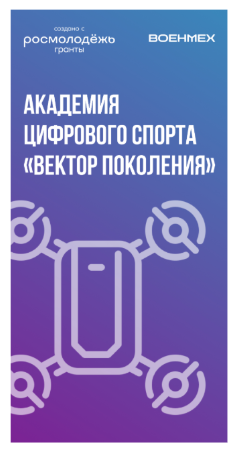 создано с
росмолодёжь
гранты
ВОЕНМЕХ
АКАДЕМИЯ
ЦИФРОВОГО СПОРТА
«ВЕКТОР ПОКОЛЕНИЯ»